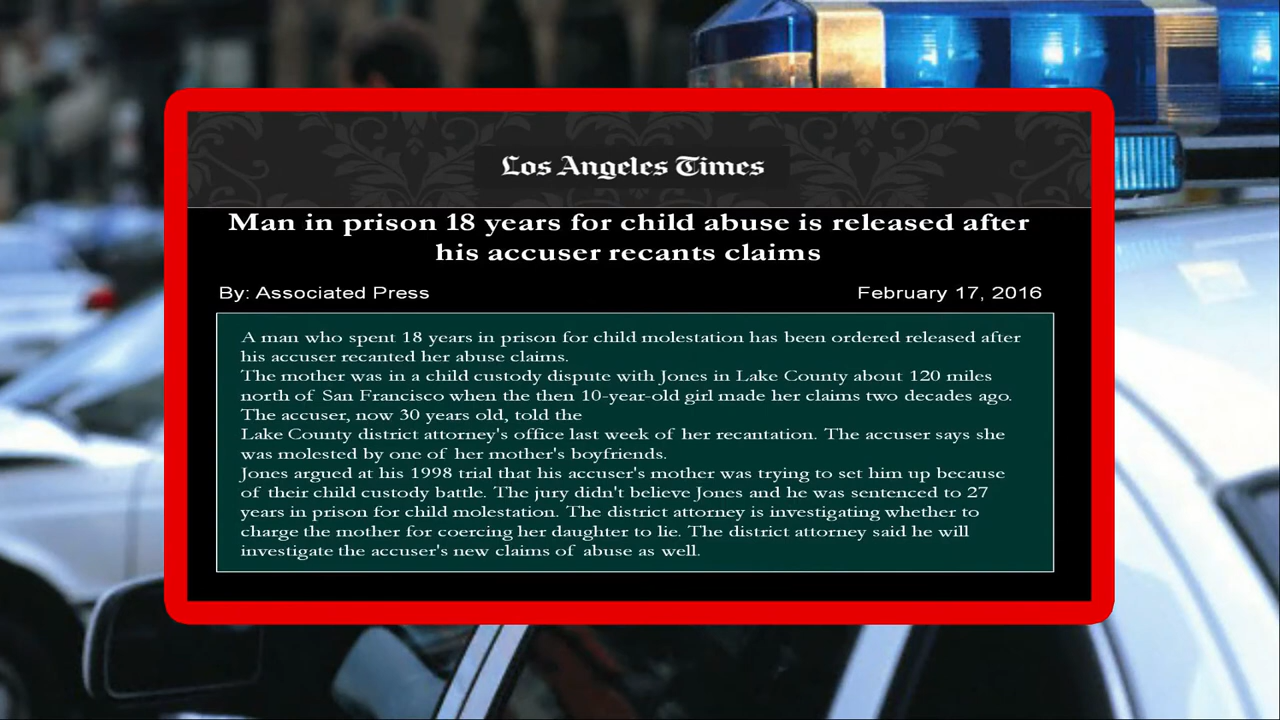 Los Angeles Times
Man in prison 18 years for child abuse is released after
his accuser recants claims
By: Associated Press
February 17, 2016
A man who spent 18 years in prison for child molestation has been ordered released after
his accuser recanted her abuse claims.
The mother was in a child custody dispute with Jones in Lake County about 120 miles
north of San Francisco when the then 10-year-old girl made her claims two decades ago.
The accuser, now 30 years old, told the
Lake County district attorney's office last week of her recantation. The accuser says she
was molested by one of her mother's boyfriends.
Jones argued at his 1998 trial that his accuser's mother was trying to set him up because
of their child custody battle. The jury didn't believe Jones and he was sentenced to 27
years in prison for child molestation. The district attorney is investigating whether to
charge the mother for coercing her daughter to lie. The district attorney said he will
investigate the accuser's new claims of abuse as well.